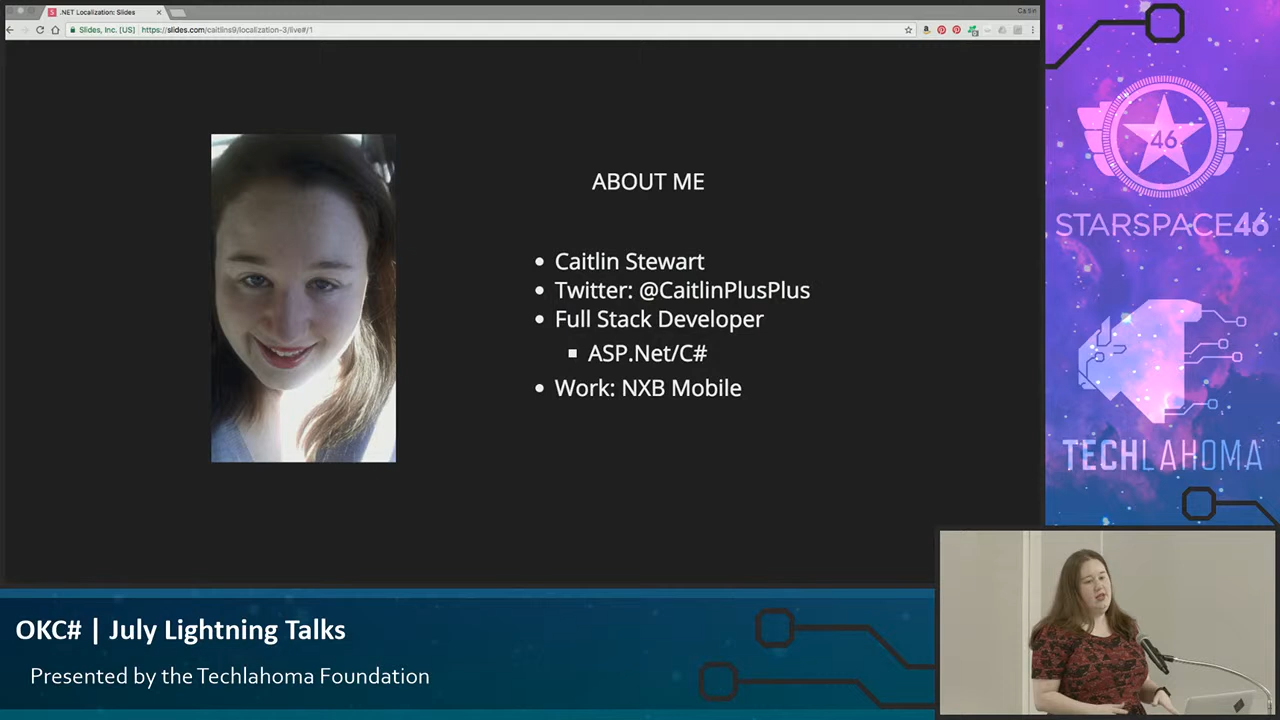 .NET Localization: Slides
Caitlin
Slides, Inc. [US]
https://slides.com/caitlins9/localization-3/live#/1
ABOUT ME
Caitlin Stewart
Twitter: @CaitlinPlusPlus
Full Stack Developer
ASP.Net/C#
Work: NXB Mobile
46
STARSPACE46
TECHLAHOMA
OKC# | July Lightning Talks
Presented by the Techlahoma Foundation